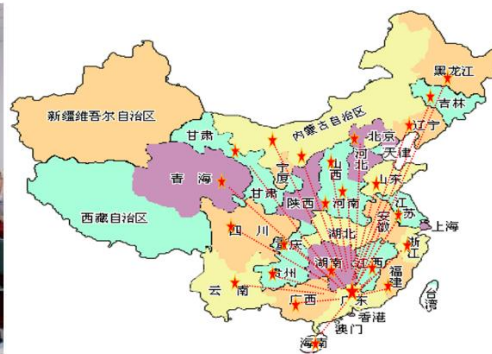 黑龙江
吉林
辽宁
内蒙古自治区
新疆维吾尔自治区
甘肃
北京
天津
河北
山西
山东
宁夏
青海
甘肃
陕西
河南
江苏
安徽
西藏自治区
四川
重庆
湖北
上海
浙江
湖南
江西
贵州
福建
云南
广西
广东
台湾
香港
澳门
海南